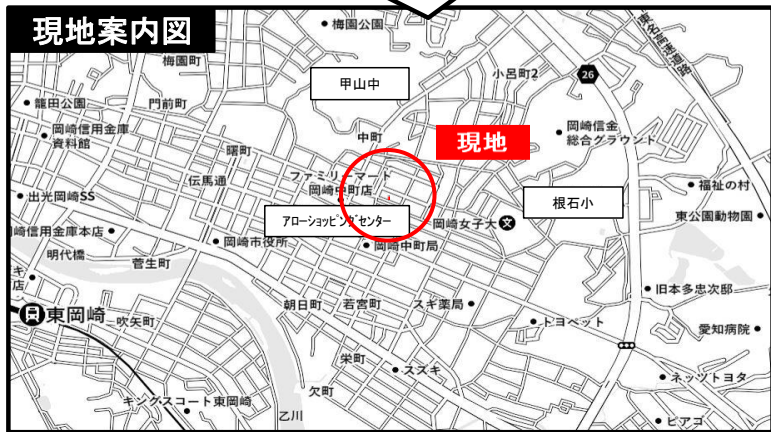 現地案内図
梅園公園
梅園町
甲山中
小呂町2
26
東名高速道路
龍田公園
門前町
岡崎信用金庫
資料館
中町
現地
岡崎信金
総合グラウンド
曙町
伝馬通
ファミリーマート
岡崎中町店
根石小
福祉の村
出光岡崎SS
アローショッピングセンター
岡崎女子大
文
東公園動物園
崎信用金庫本店
岡崎市役所
岡崎中町局
明代橋
菅生町
キ
店
旧本多忠次邸
東岡崎
吹矢町
朝日町
若宮町
スギ薬局
トヨペット
愛知病院
栄町
スズキ
ネッツトヨタ
欠町
キングスコート東岡崎
乙川
ピアゴ